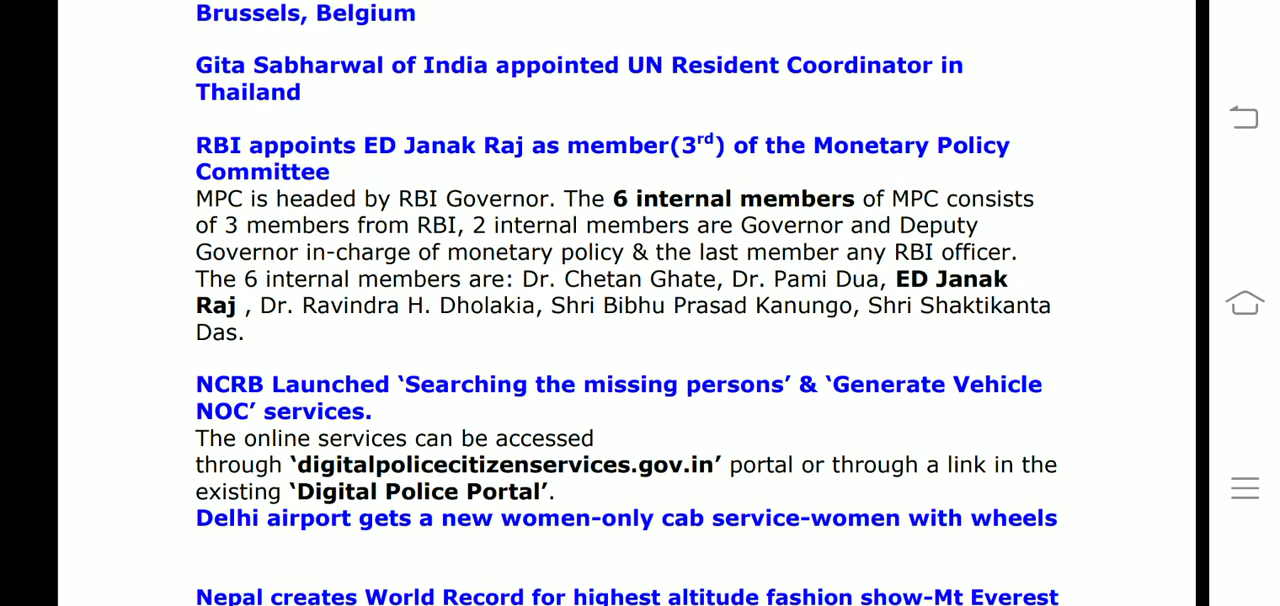 Brussels, Belgium
Gita Sabharwal of India appointed UN Resident Coordinator in
Thailand
RBI appoints ED Janak Raj as member(3rd) of the Monetary Policy
Committee
MPC is headed by RBI Governor. The 6 internal members of MPC consists
of 3 members from RBI, 2 internal members are Governor and Deputy
Governor in-charge of monetary policy & the last member any RBI officer.
The 6 internal members are: Dr. Chetan Ghate, Dr. Pami Dua, ED Janak
Raj , Dr. Ravindra H. Dholakia, Shri Bibhu Prasad Kanungo, Shri Shaktikanta
Das.
NCRB Launched ‘Searching the missing persons’ & ‘Generate Vehicle
NOC’ services.
The online services can be accessed
through ‘digitalpolicecitizenservices.gov.in’ portal or through a link in the
existing ‘Digital Police Portal’.
Delhi airport gets a new women-only cab service-women with wheels
Nepal creates World Record for highest altitude fashion show-Mt Everest